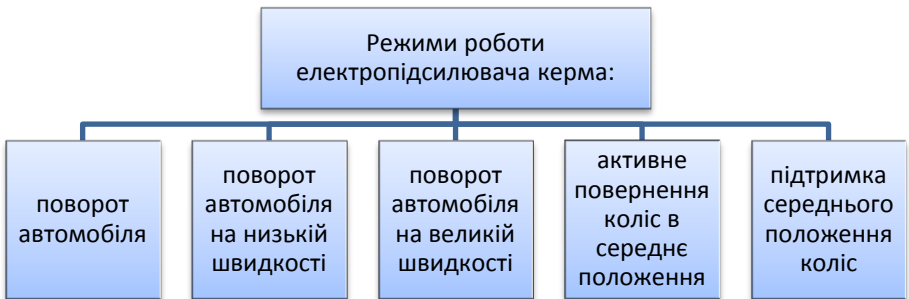 Режими роботи
електропідсилювача керма:
поворот
автомобіля
поворот
автомобіля
на низькій
швидкості
поворот
автомобіля
на великій
швидкості
активне
повернення
коліс в
середнє
положення
підтримка
середнього
положення
коліс